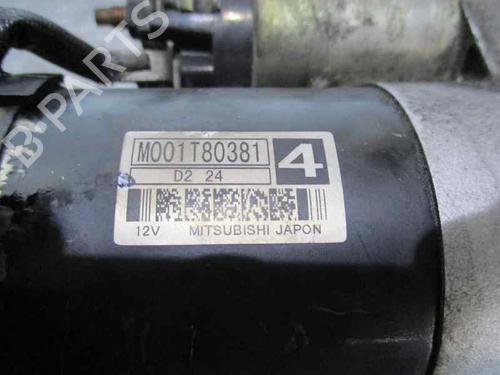 M001T80381
4
D2 24
12V MITSUBISHI JAPON
B-PARTS